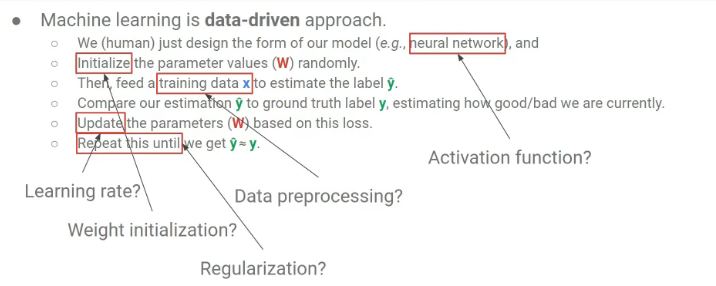 ● Machine learning is data-driven approach.
○ We (human) just design the form of our model (e.g., neural network), and
○ Initialize the parameter values (W) randomly.
○ Then, feed a training data x to estimate the label ŷ.
○ Compare our estimation ŷ to ground truth label y, estimating how good/bad we are currently.
○ Update the parameters (W) based on this loss.
○ Repeat this until we get ŷ ≈ y.
Activation function?
Learning rate?
Data preprocessing?
Weight initialization?
Regularization?